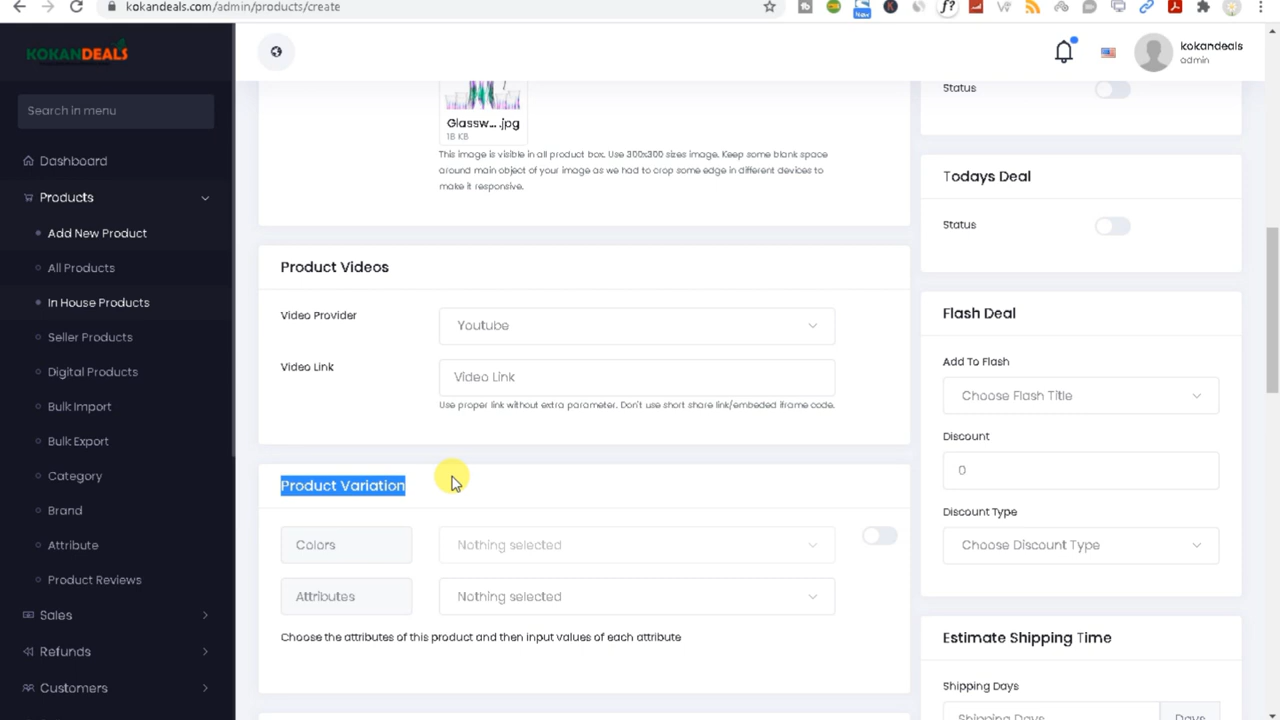 kokandeals.com/admin/products/create
New
KOKANDEALS
kokandeals
admin
Search in menu
Dashboard
Products
Add New Product
All Products
In House Products
Seller Products
Digital Products
Bulk Import
Bulk Export
Category
Brand
Attribute
Product Reviews
Sales
Refunds
Customers
Glassw... .jpg
18 KB
This image is visible in all product box. Use 300x300 sizes image. Keep some blank space
around main object of your image as we had to crop some edge in different devices to
make it responsive.
Product Videos
Video Provider
Youtube
Video Link
Video Link
Use proper link without extra parameter. Don't use short share link/embeded iframe code.
Product Variation
Colors
Nothing selected
Attributes
Nothing selected
Choose the attributes of this product and then input values of each attribute
Status
Todays Deal
Status
Flash Deal
Add To Flash
Choose Flash Title
Discount
0
Discount Type
Choose Discount Type
Estimate Shipping Time
Shipping Days
Shipping Days
Days